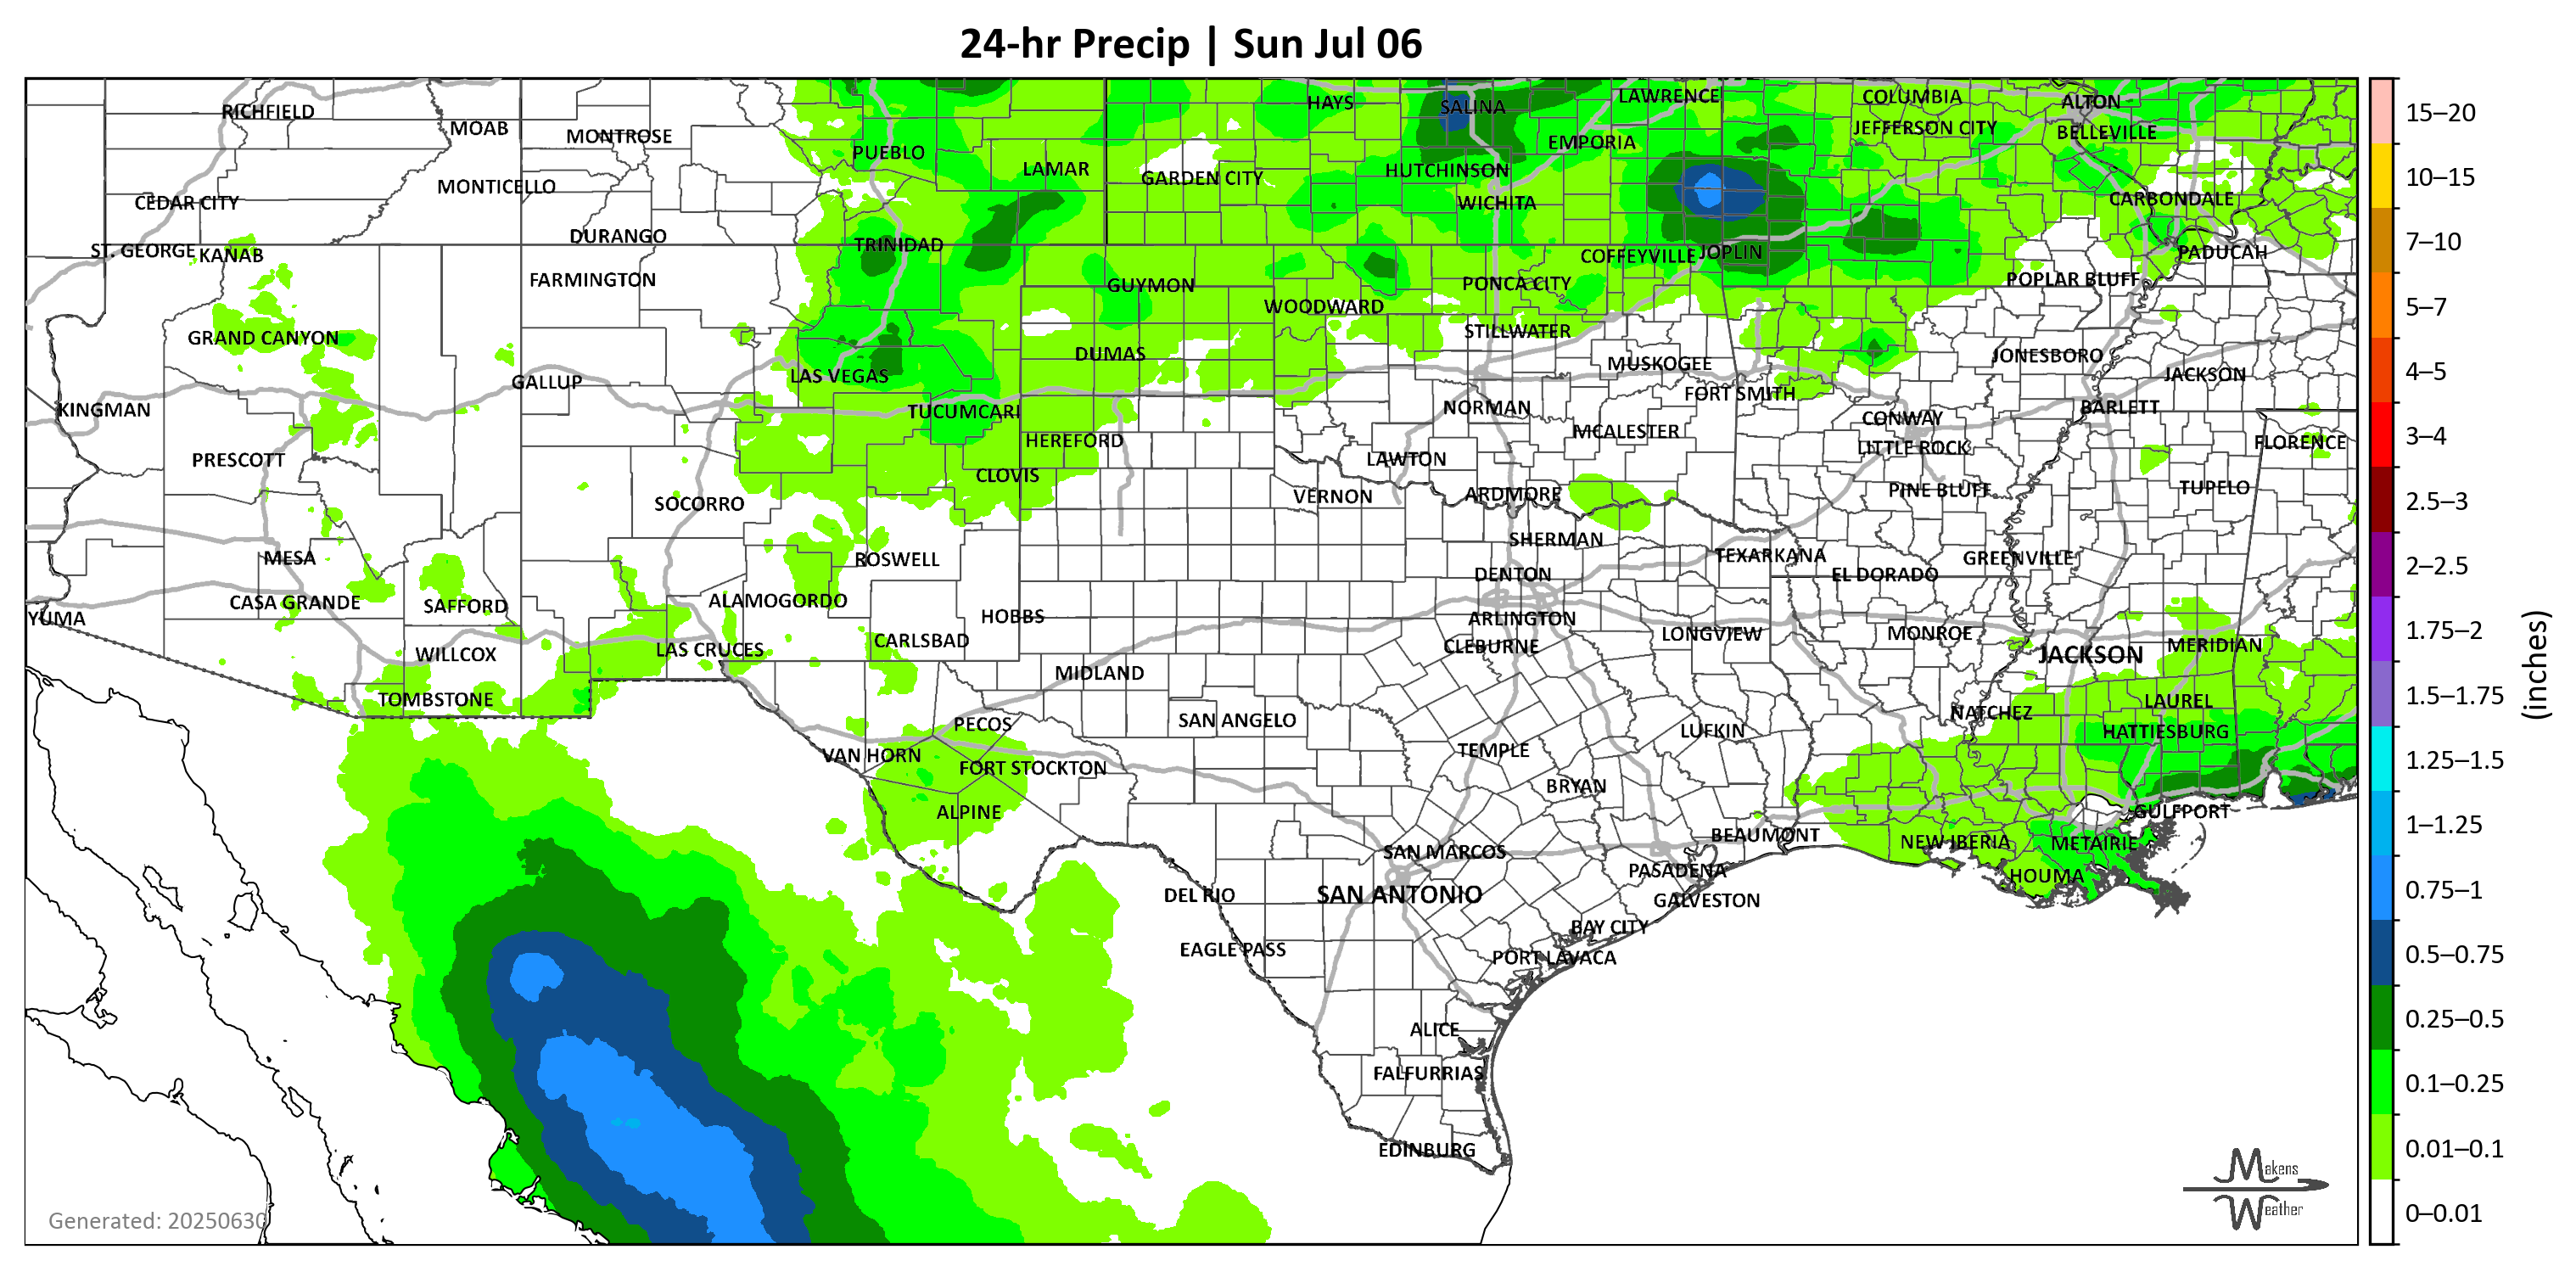 24-hr Precip | Sun Jul 06
RICHFIELD
MOAB
MONTROSE
PUEBLO
LAMAR
GARDEN CITY
HAYS
SALINA
LAWRENCE
COLUMBIA
ALTON
JEFFERSON CITY
BELLEVILLE
EMPORIA
HUTCHINSON
MONTICELLO
CEDAR CITY
WICHITA
CARBONDALE
DURANGO
TRINIDAD
ST. GEORGE
KANAB
COFFEYVILLE
JOPLIN
PADUCAH
FARMINGTON
GUYMON
PONCA CITY
POPLAR BLUFF
WOODWARD
STILLWATER
GRAND CANYON
DUMAS
MUSKOGEE
JONESBORO
GALLUP
LAS VEGAS
JACKSON
FORT SMITH
KINGMAN
TUCUMCARI
NORMAN
CONWAY
BARLETT
HEREFORD
MCALESTER
LITTLE ROCK
FLORENCE
PRESCOTT
CLOVIS
LAWTON
SOCORRO
VERNON
ARDMORE
PINE BLUFF
TUPELO
MESA
ROSWELL
SHERMAN
TEXARKANA
GREENVILLE
DENTON
EL DORADO
CASA GRANDE
SAFFORD
ALAMOGORDO
YUMA
HOBBS
ARLINGTON
WILLCOX
LAS CRUCES
CARLSBAD
CLEBURNE
LONGVIEW
MONROE
JACKSON
MERIDIAN
MIDLAND
TOMBSTONE
PECOS
SAN ANGELO
NATCHEZ
LAUREL
LUFKIN
HATTIESBURG
VAN HORN
FORT STOCKTON
TEMPLE
BRYAN
ALPINE
GULFPORT
BEAUMONT
NEW IBERIA
METAIRIE
SAN MARCOS
PASADENA
HOUMA
DEL RIO
SAN ANTONIO
GALVESTON
BAY CITY
EAGLE PASS
PORT LAVACA
ALICE
FALFURRIAS
EDINBURG
Generated: 20250630
Makens
Weather
15–20
10–15
7–10
5–7
4–5
3–4
2.5–3
2–2.5
1.75–2
1.5–1.75
1.25–1.5
1–1.25
0.75–1
0.5–0.75
0.25–0.5
0.1–0.25
0.01–0.1
0–0.01
(inches)